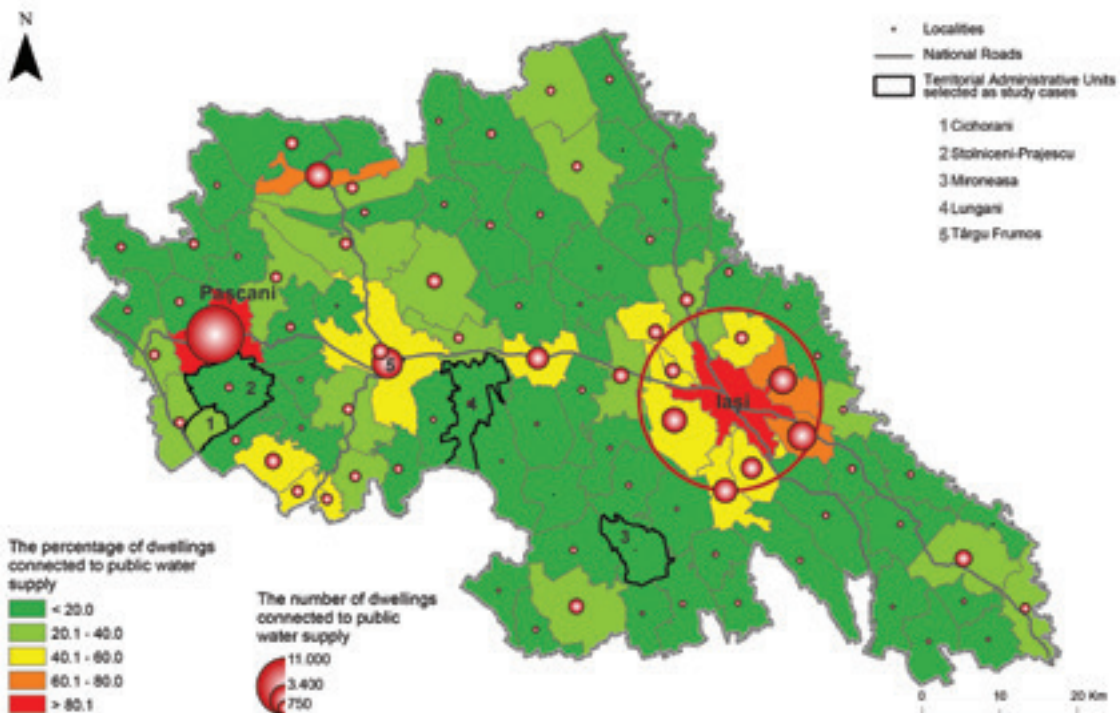 N
Localities
National Roads
Territorial Administrative Units
selected as study cases
1 Ciohorani
2 Stolniceni-Prajescu
3 Mironeasa
4 Lungani
5 Târgu Frumos
Pașcani
2
1
5
4
Iași
3
The percentage of dwellings
connected to public water
supply
< 20.0
20.1 - 40.0
40.1 - 60.0
60.1 - 80.0
> 80.1
The number of dwellings
connected to public
water supply
11.000
3.400
750
0 10 20 Km